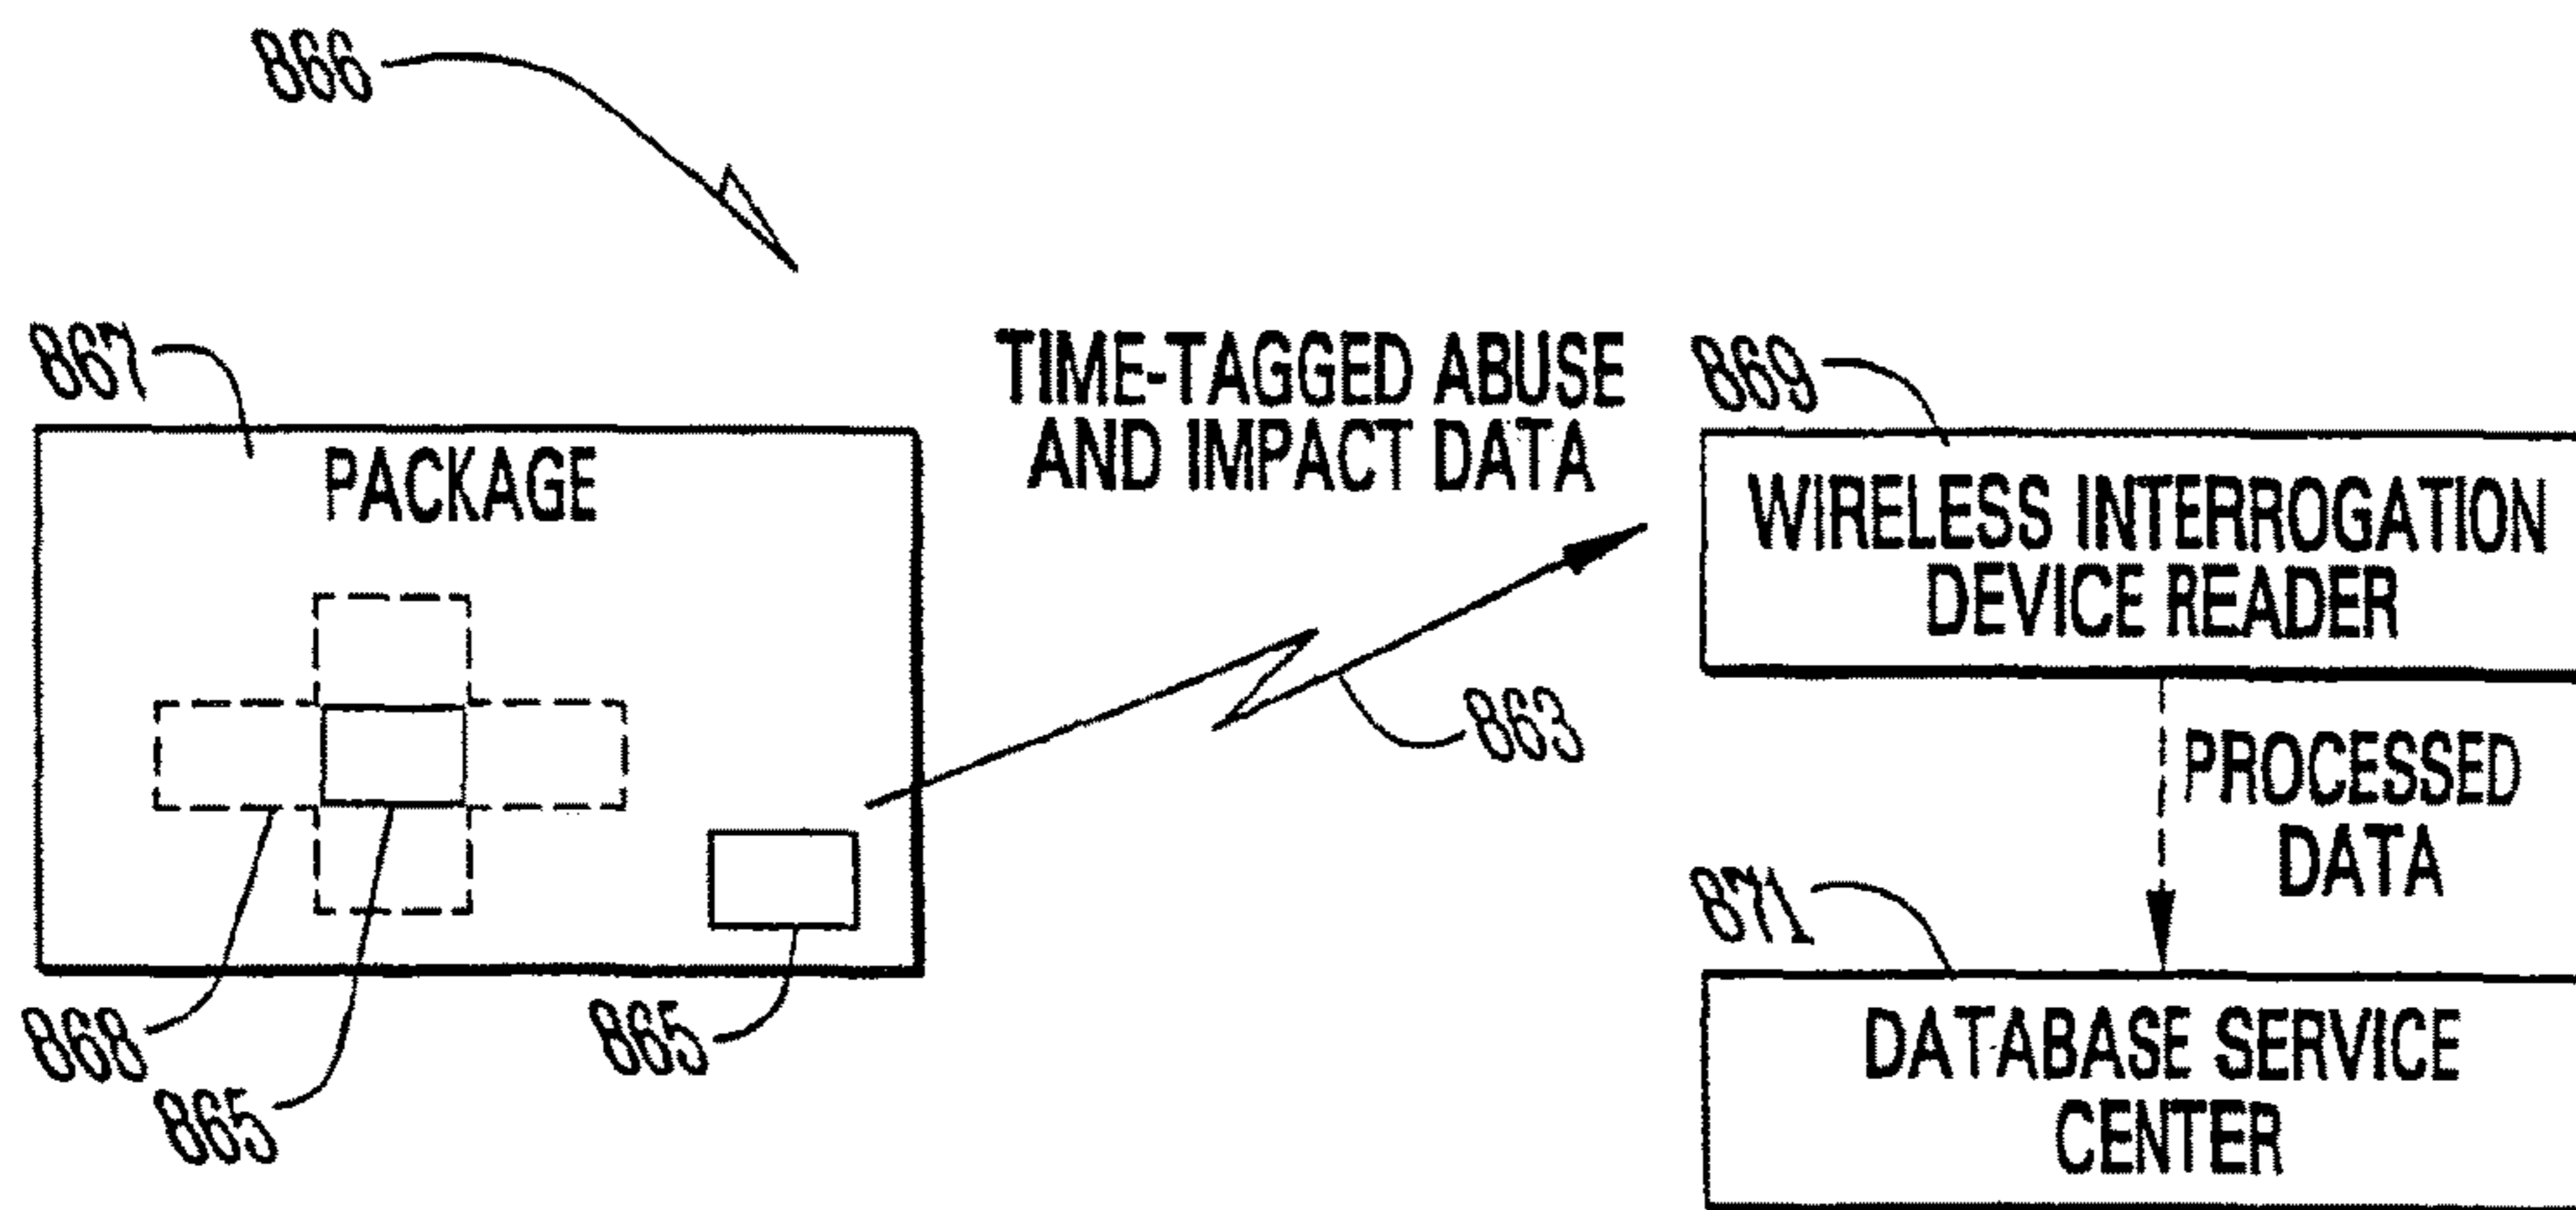 866
867
PACKAGE
TIME-TAGGED ABUSE
AND IMPACT DATA
869
WIRELESS INTERROGATION
DEVICE READER
863
PROCESSED
DATA
871
DATABASE SERVICE
CENTER
868
865
865